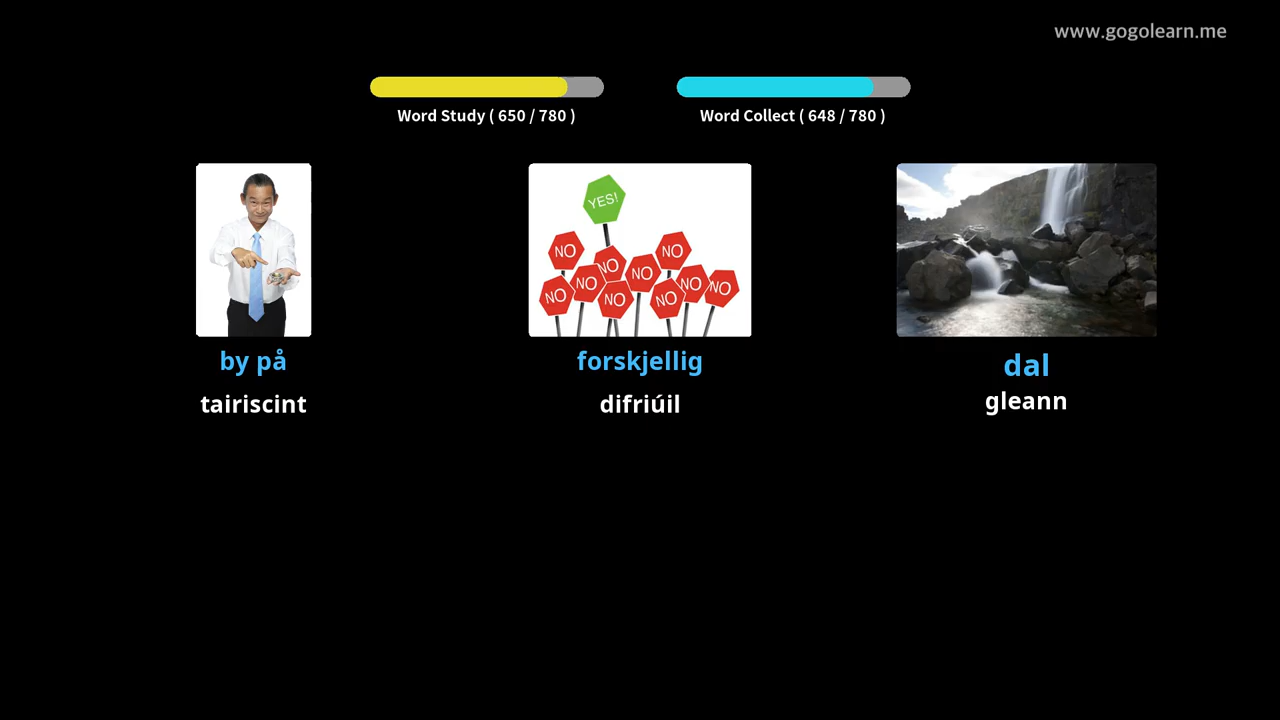 www.gogolearn.me
Word Study ( 650 / 780 )
Word Collect ( 648 / 780 )
YES!
NO
NO
NO
NO
NO
NO
NO
NO
NO
NO
by på
forskjellig
dal
tairiscint
difriúil
gleann